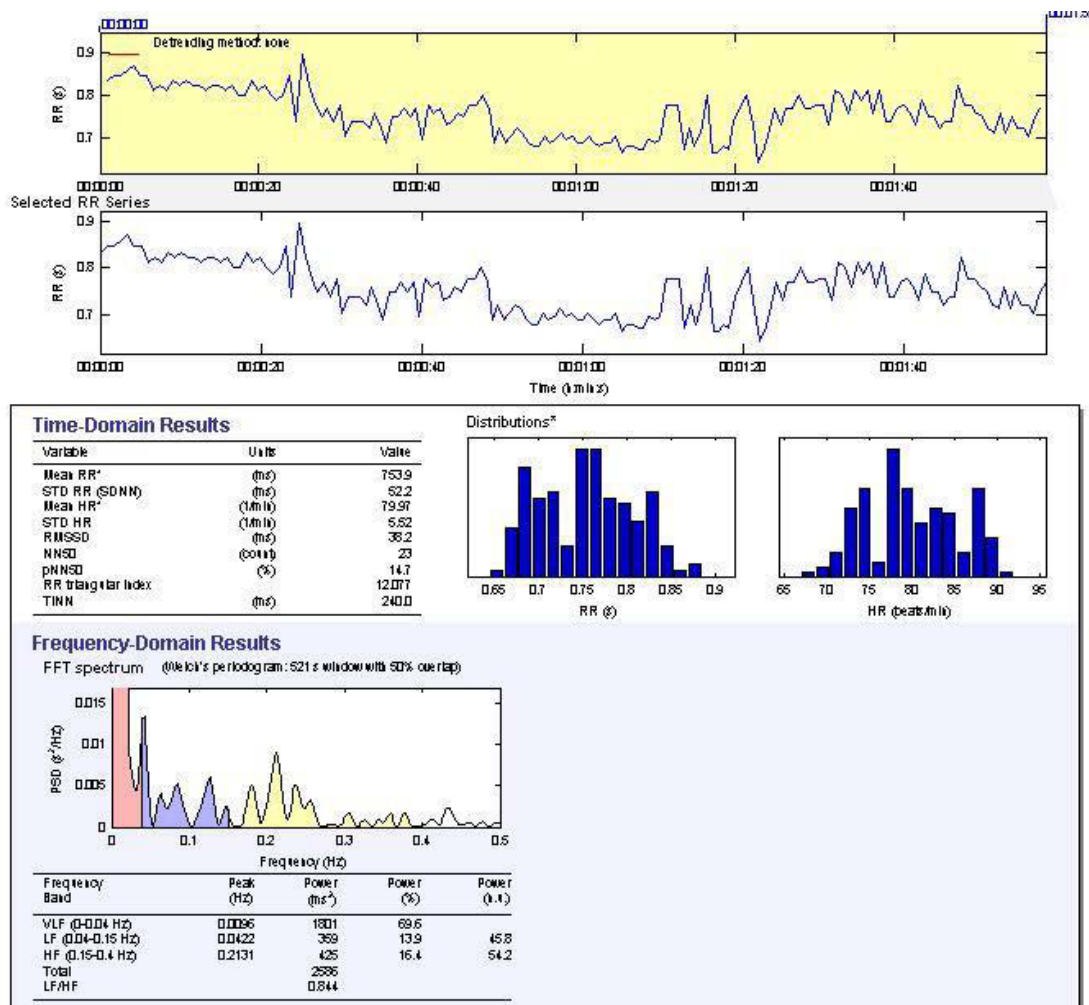 00:00:00
00:01:5
Detrending method: none
0.9
0.8
0.7
RR (s)
00:00:00 00:00:20 00:00:40 00:01:00 00:01:20 00:01:40
Selected RR Series
0.9
0.8
0.7
RR (s)
00:00:00 00:00:20 00:00:40 00:01:00 00:01:20 00:01:40
Time (h:min:s)
Time-Domain Results
Variable Units Value
Mean RR* (ms) 753.9
STD RR (SDNN) (ms) 52.2
Mean HR* (1/min) 79.97
STD HR (1/min) 5.52
RMSSD (ms) 38.2
NN50 (count) 23
pNN50 (%) 14.7
RR triangular index 12.077
TINN (ms) 240.0
Distributions*
0.65 0.7 0.75 0.8 0.85 0.9
RR (s)
65 70 75 80 85 90 95
HR (beats/min)
Frequency-Domain Results
FFT spectrum (Welch's periodogram: 521 s window with 50% overlap)
0.015
0.01
0.005
0
PSD (s²/Hz)
0 0.1 0.2 0.3 0.4 0.5
Frequency (Hz)
Frequency Peak Power Power Power
Band (Hz) (ms²) (%) (n.u.)
VLF (0-0.04 Hz) 0.0096 1801 69.6
LF (0.04-0.15 Hz) 0.0422 359 13.9 45.8
HF (0.15-0.4 Hz) 0.2131 425 16.4 54.2
Total 2586
LF/HF 0.844